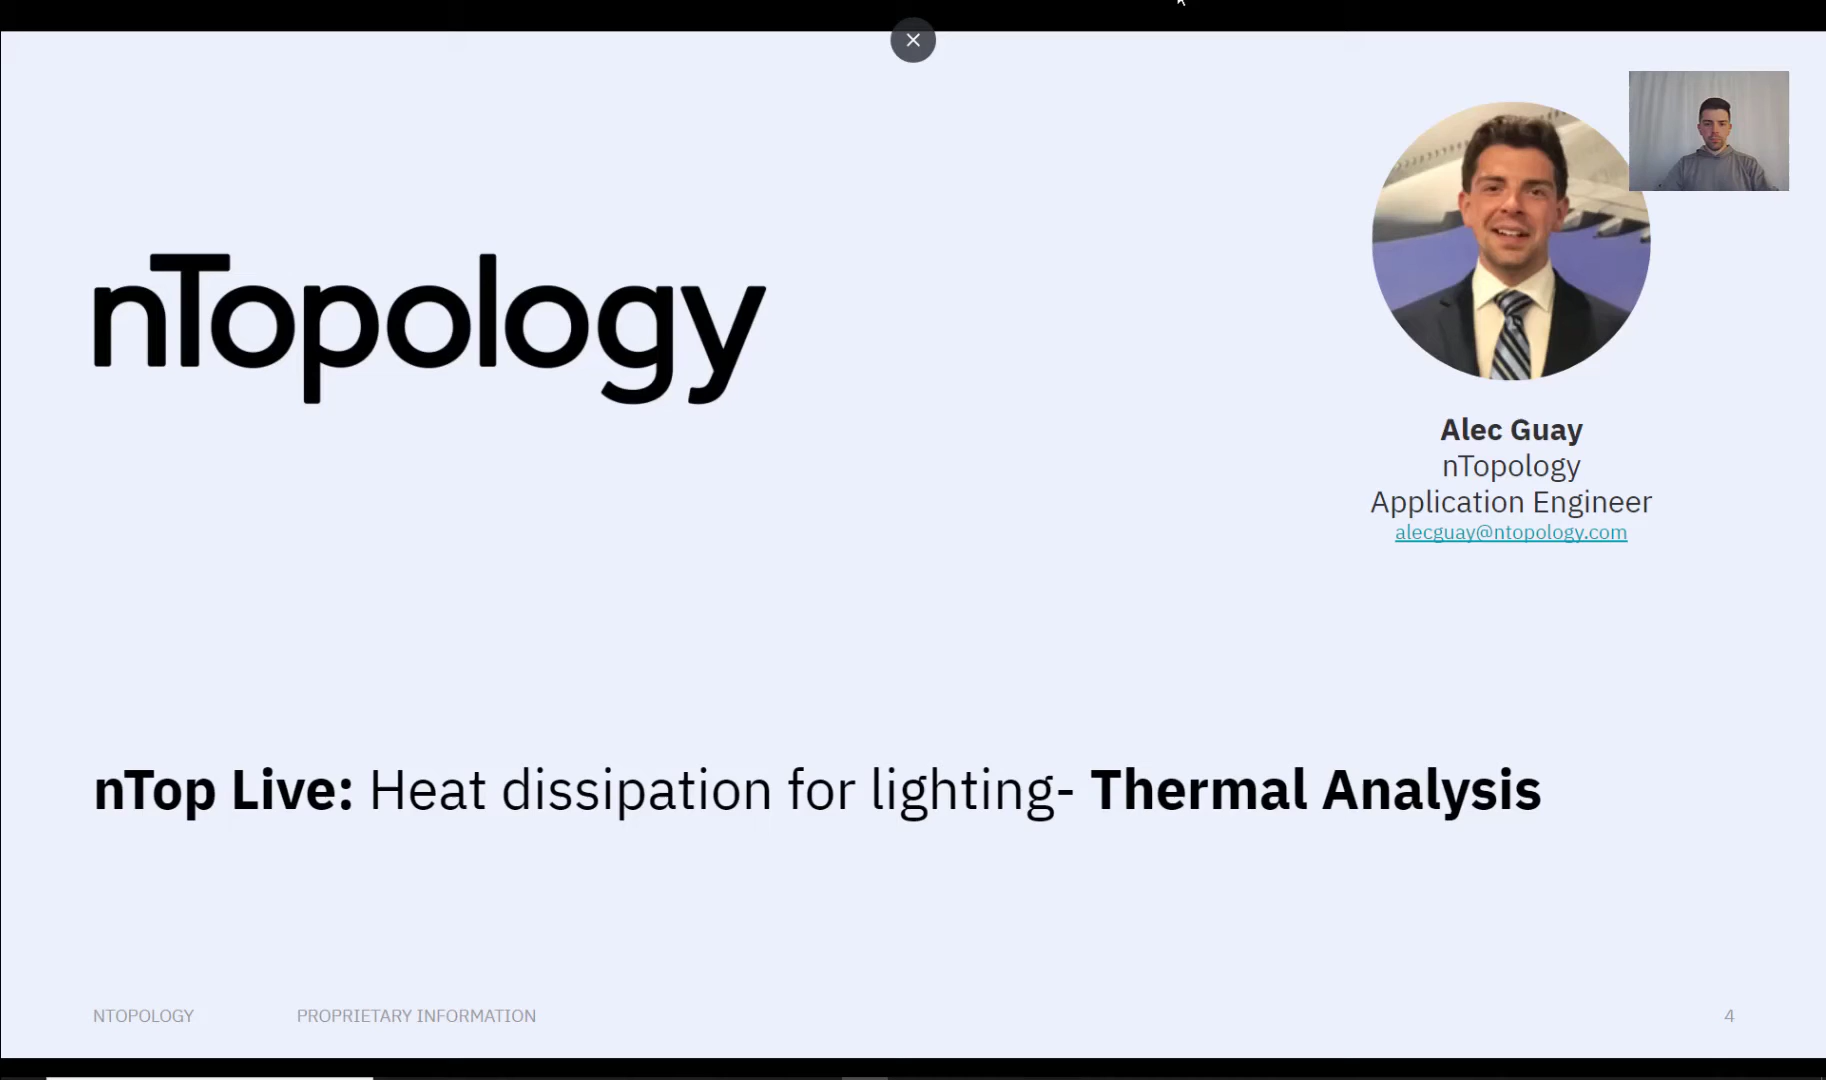 nTopology
Alec Guay
nTopology
Application Engineer
alecguay@ntopology.com
nTop Live: Heat dissipation for lighting- Thermal Analysis
NTOPOLOGY PROPRIETARY INFORMATION 4